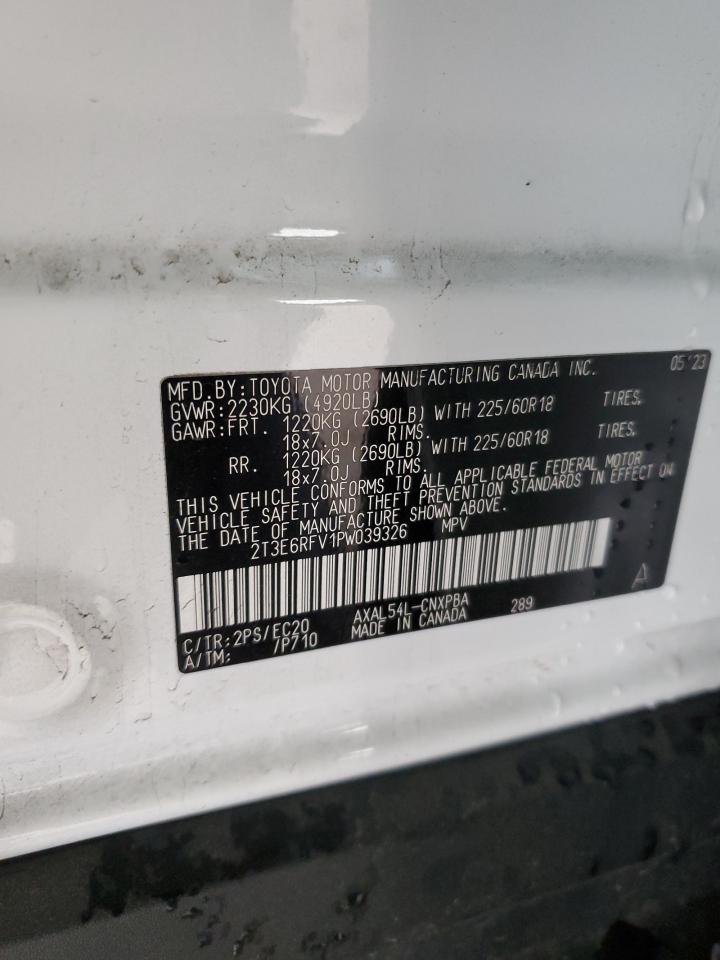 MFD.BY:TOYOTA MOTOR MANUFACTURING CANADA INC. 05'23
GVWR:2230KG (4920LB)
GAWR:FRT. 1220KG (2690LB) WITH 225/60R18 TIRES,
18x7.0J RIMS.
RR. 1220KG (2690LB) WITH 225/60R18 TIRES,
18x7.0J RIMS.
THIS VEHICLE CONFORMS TO ALL APPLICABLE FEDERAL MOTOR
VEHICLE SAFETY AND THEFT PREVENTION STANDARDS IN EFFECT ON
THE DATE OF MANUFACTURE SHOWN ABOVE.
2T3E6RFV1PW039326 MPV
C/TR:2PS/EC20 AXAL54L-CNXPBA 289 A
A/TM: /P710 MADE IN CANADA